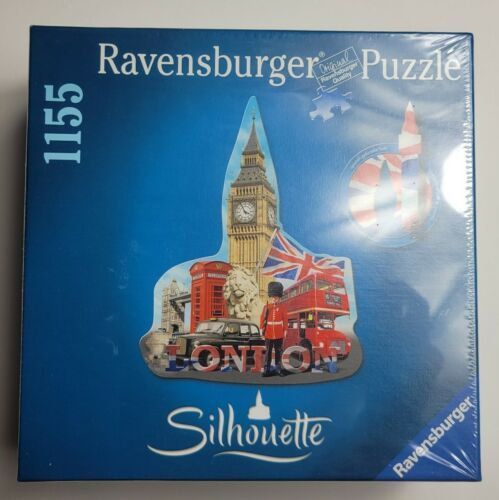 Ravensburger® Puzzle
Original
Ravensburger
Quality
1155
LONDON
Silhouette
Ravensburger